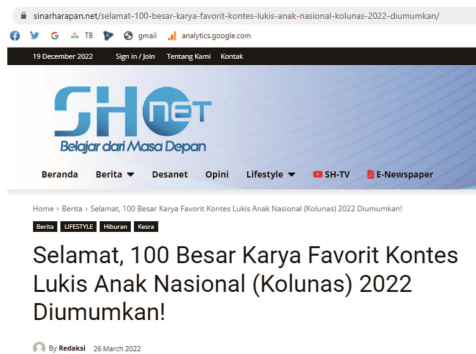 sinarharapan.net/selamat-100-besar-karya-favorit-kontes-lukis-anak-nasional-kolunas-2022-diumumkan/
TB gmail analytics.google.com
19 December 2022 Sign in / Join Tentang Kami Kontak
SH NET
Belajar dari Masa Depan
Beranda Berita Desanet Opini Lifestyle SH-TV E-Newspaper
Home › Berita › Selamat, 100 Besar Karya Favorit Kontes Lukis Anak Nasional (Kolunas) 2022 Diumumkan!
Berita LIFESTYLE Hiburan Kesra
Selamat, 100 Besar Karya Favorit Kontes
Lukis Anak Nasional (Kolunas) 2022
Diumumkan!
By Redaksi 26 March 2022